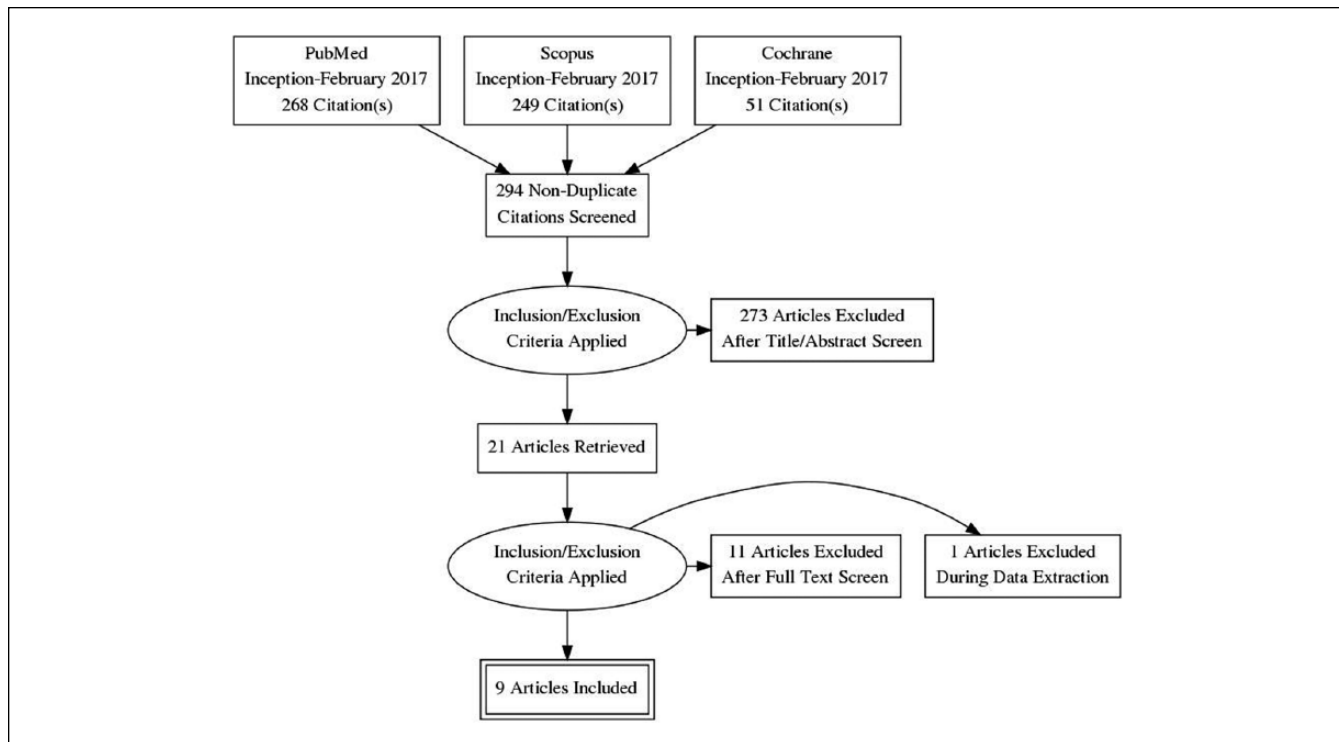 PubMed
Inception-February 2017
268 Citation(s)
Scopus
Inception-February 2017
249 Citation(s)
Cochrane
Inception-February 2017
51 Citation(s)
294 Non-Duplicate
Citations Screened
Inclusion/Exclusion
Criteria Applied
273 Articles Excluded
After Title/Abstract Screen
21 Articles Retrieved
Inclusion/Exclusion
Criteria Applied
11 Articles Excluded
After Full Text Screen
1 Articles Excluded
During Data Extraction
9 Articles Included